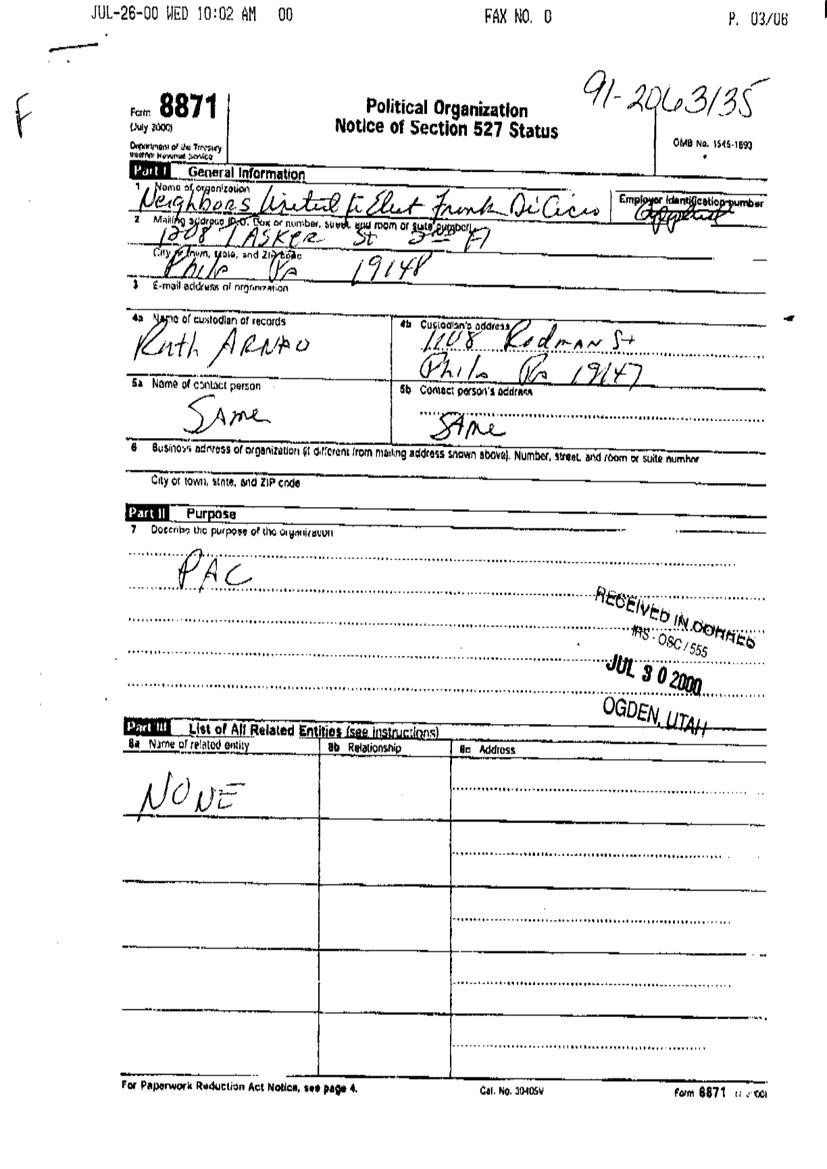 JUL-26-00 WED 10:02 AM 00 FAX NO. 0 P. 03/06
F
91-2063135
Form 8871
(July 2000)
Department of the Treasury
Internal Revenue Service
Political Organization
Notice of Section 527 Status
OMB No. 1545-1693
Part I General Information
1 Name of organization
Neighbors United to Elect Frank DiCicco
Employer identification number
applied
2 Mailing address (P.O. Box or number, street, and room or suite number)
1208 TASKER St 2nd Fl
City or town, state, and ZIP code
Phila Pa 19148
3 E-mail address of organization
4a Name of custodian of records
Ruth ARNAO
4b Custodian's address
1108 Rodman St
Phila Pa 19147
5a Name of contact person
SAme
5b Contact person's address
SAme
6 Business address of organization (if different from mailing address shown above). Number, street, and room or suite number
City or town, state, and ZIP code
Part II Purpose
7 Describe the purpose of the organization
PAC
RECEIVED IN CORRES
IRS - OSC / 555
JUL 30 2000
OGDEN, UTAH
Part III List of All Related Entities (see instructions)
8a Name of related entity
8b Relationship
8c Address
NONE
For Paperwork Reduction Act Notice, see page 4. Cat. No. 30405V Form 8871